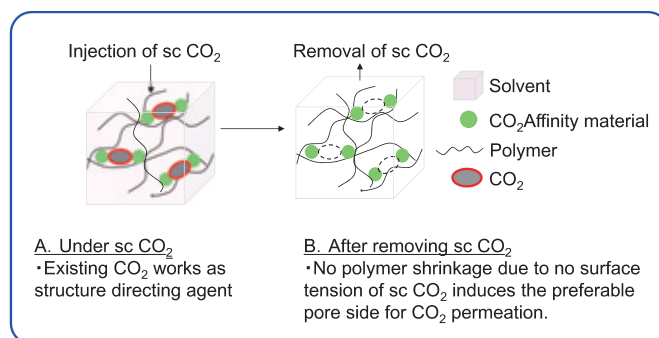 Injection of sc CO₂
Removal of sc CO₂
Solvent
CO₂Affinity material
Polymer
CO₂
A. Under sc CO₂
・Existing CO₂ works as
structure directing agent
B. After removing sc CO₂
・No polymer shrinkage due to no surface
tension of sc CO₂ induces the preferable
pore side for CO₂ permeation.